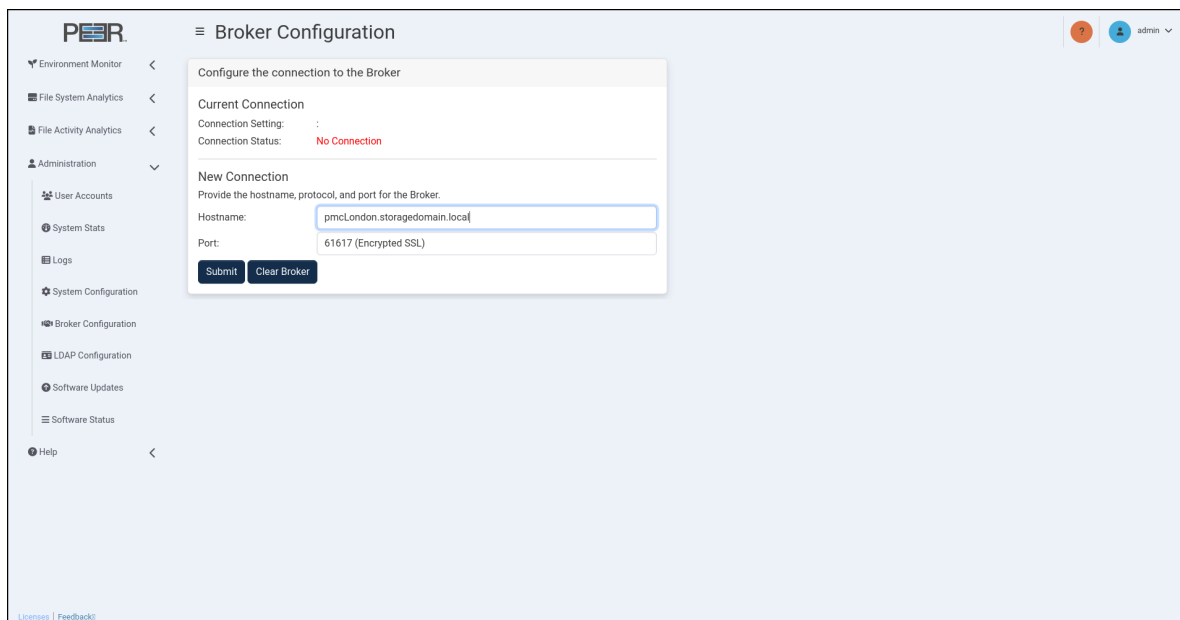 PEER.
Broker Configuration
?
admin
Environment Monitor
File System Analytics
File Activity Analytics
Administration
User Accounts
System Stats
Logs
System Configuration
Broker Configuration
LDAP Configuration
Software Updates
Software Status
Help
Configure the connection to the Broker
Current Connection
Connection Setting: :
Connection Status: No Connection
New Connection
Provide the hostname, protocol, and port for the Broker.
Hostname: pmcLondon.storagedomain.local
Port: 61617 (Encrypted SSL)
Submit Clear Broker
Licenses | Feedback